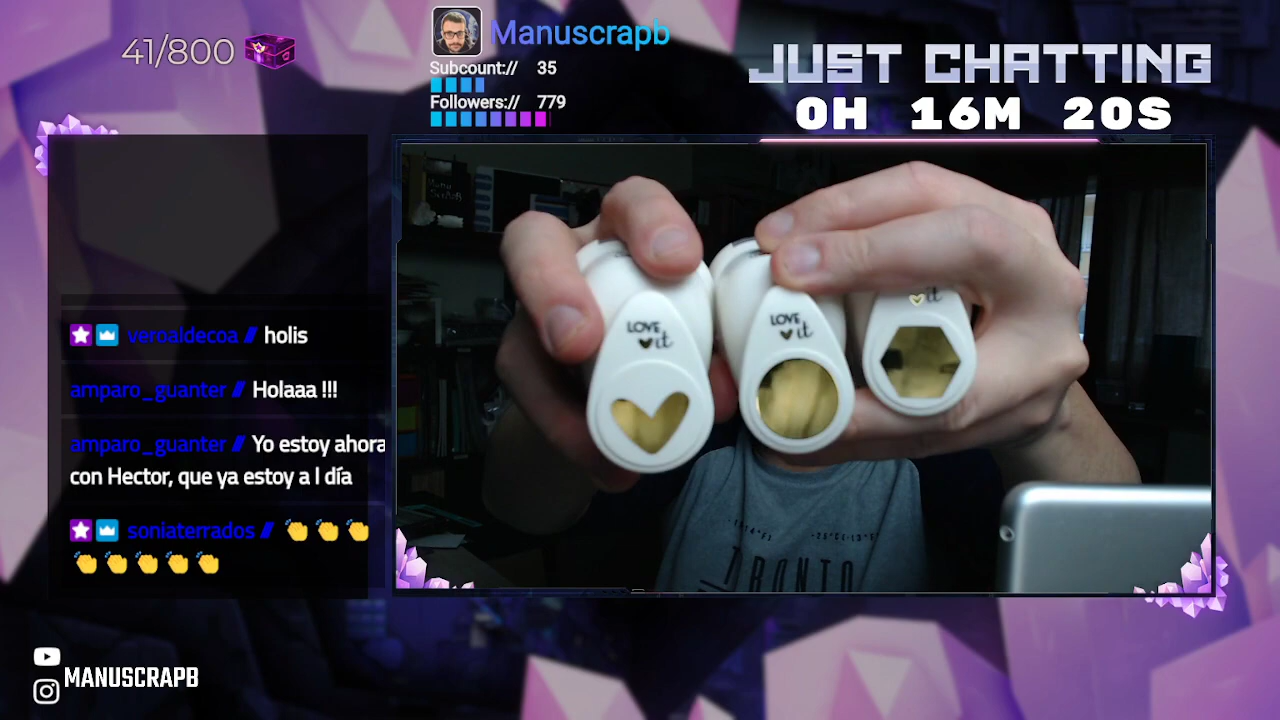 41/800
Manuscrapb
Subcount// 35
Followers:// 779
JUST CHATTING
0H 16M 20S
veroaldecoa // holis
amparo_guanter // Holaaa !!!
amparo_guanter // Yo estoy ahora
con Hector, que ya estoy a l día
soniaterrados //
LOVE
it
LOVE
it
it
MANUSCRAPB